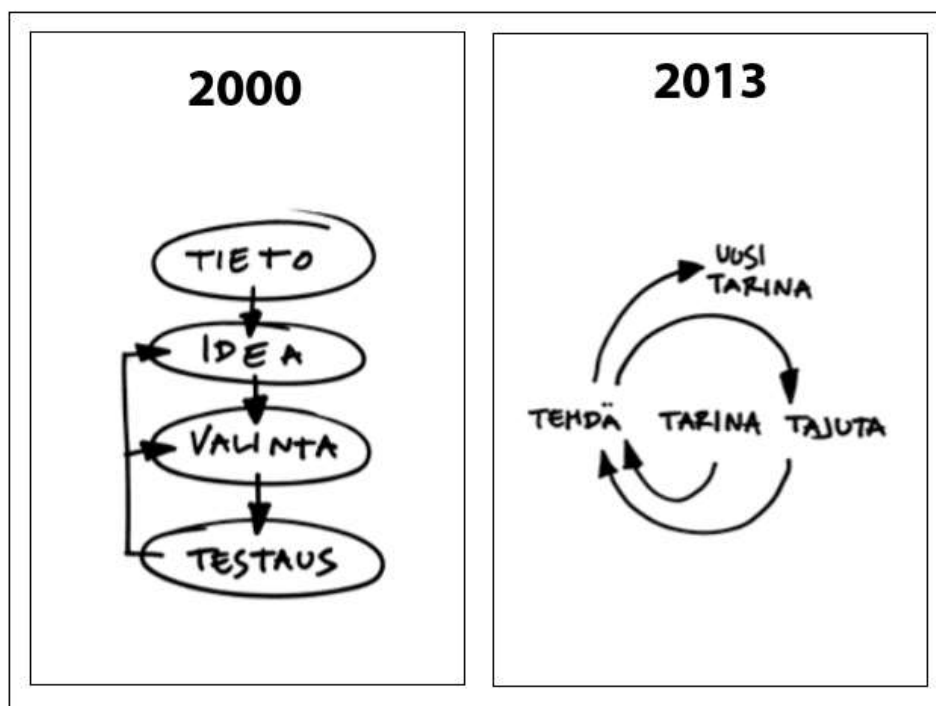 2000
TIETO
IDEA
VALINTA
TESTAUS
2013
UUSI
TARINA
TEHDÄ TARINA TAJUTA